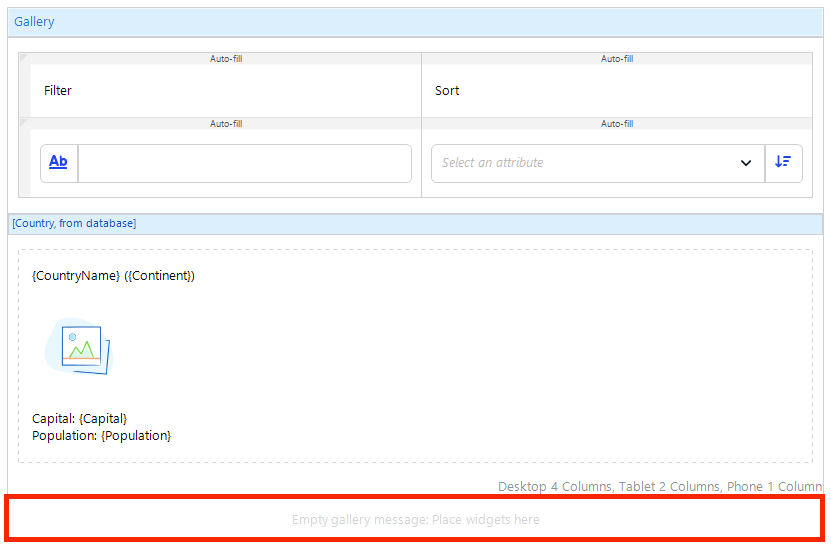 Gallery
Auto-fill Auto-fill
Filter Sort
Auto-fill Auto-fill
Ab Select an attribute
[Country, from database]
{CountryName} ({Continent})
Capital: {Capital}
Population: {Population}
Desktop 4 Columns, Tablet 2 Columns, Phone 1 Column
Empty gallery message: Place widgets here